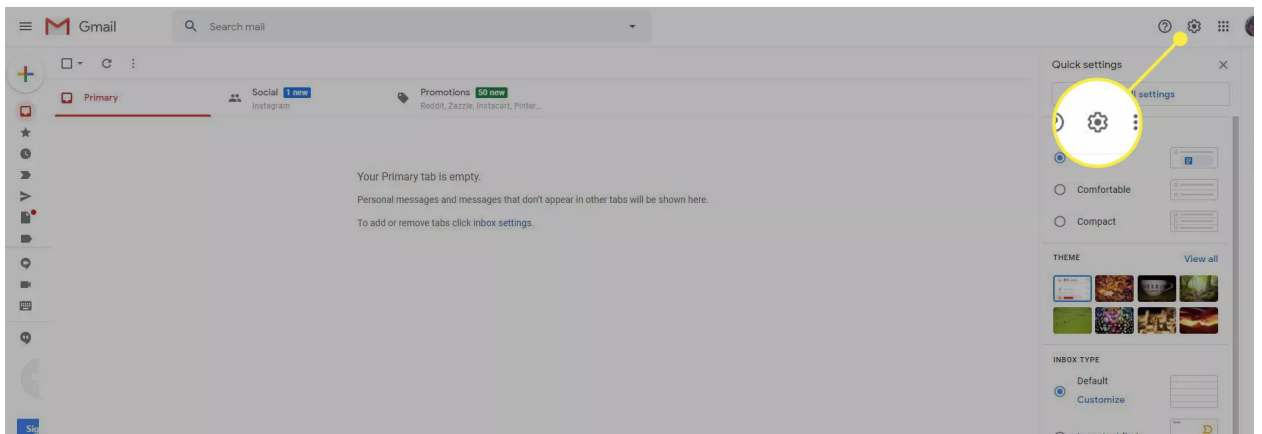 Gmail
Search mail
Quick settings
settings
Primary
Social 1 new
Instagram
Promotions 50 new
Reddit, Zazzle, Instacart, Pinter...
Your Primary tab is empty.
Personal messages and messages that don't appear in other tabs will be shown here.
To add or remove tabs click inbox settings.
Comfortable
Compact
THEME
View all
INBOX TYPE
Default
Customize